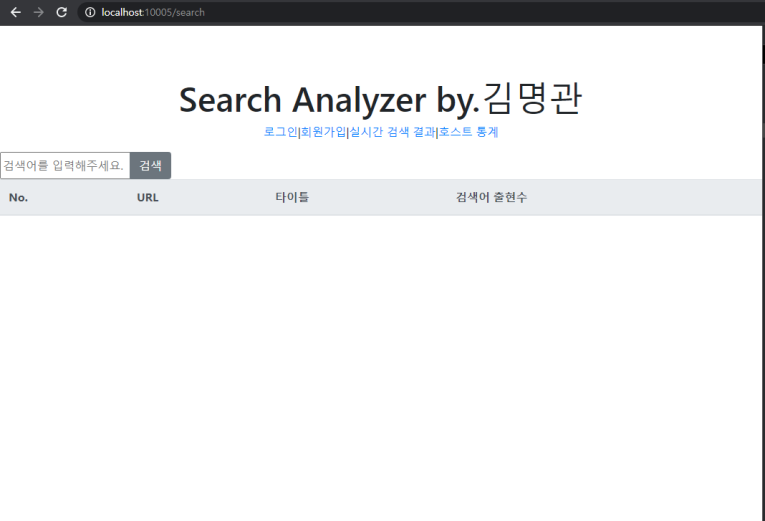 localhost:10005/search
Search Analyzer by.김명관
로그인|회원가입|실시간 검색 결과|호스트 통계
검색어를 입력해주세요. 검색
No. URL 타이틀 검색어 출현수